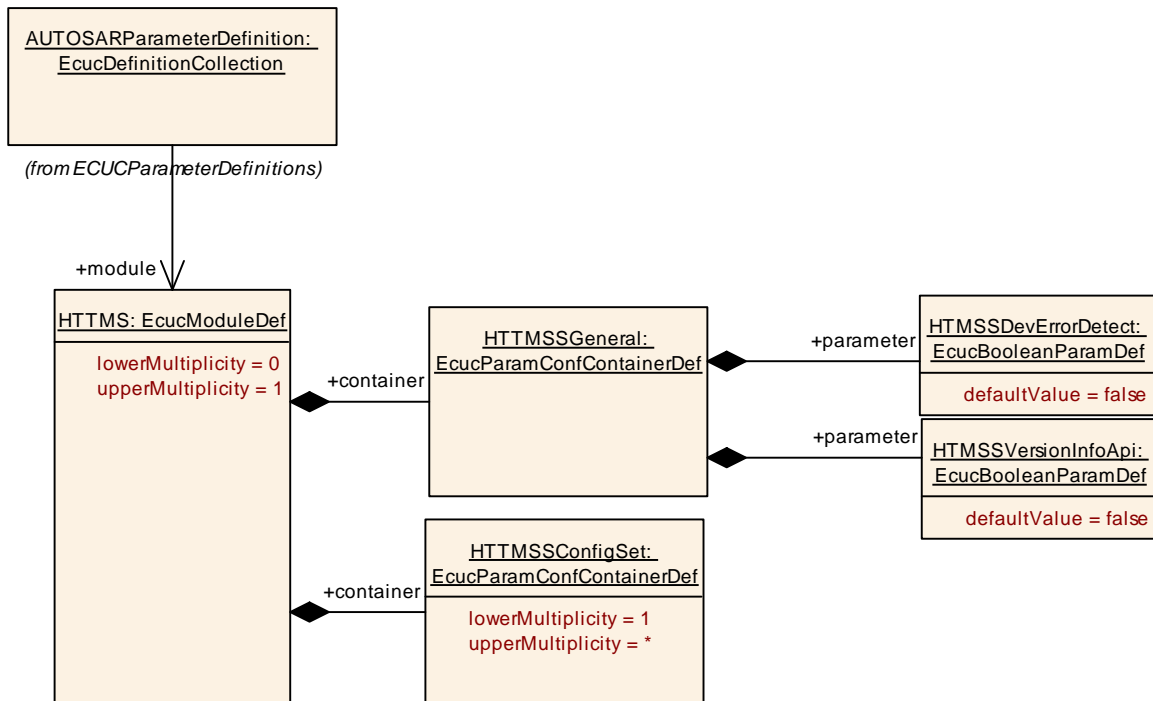 AUTOSARParameterDefinition:
EcucDefinitionCollection
(from ECUCParameterDefinitions)
+module
HTTMS: EcucModuleDef
lowerMultiplicity = 0
upperMultiplicity = 1
+container
HTTMSSGeneral:
EcucParamConfContainerDef
+parameter
HTMSSDevErrorDetect:
EcucBooleanParamDef
defaultValue = false
+parameter
HTMSSVersionInfoApi:
EcucBooleanParamDef
defaultValue = false
+container
HTTMSSConfigSet:
EcucParamConfContainerDef
lowerMultiplicity = 1
upperMultiplicity = *